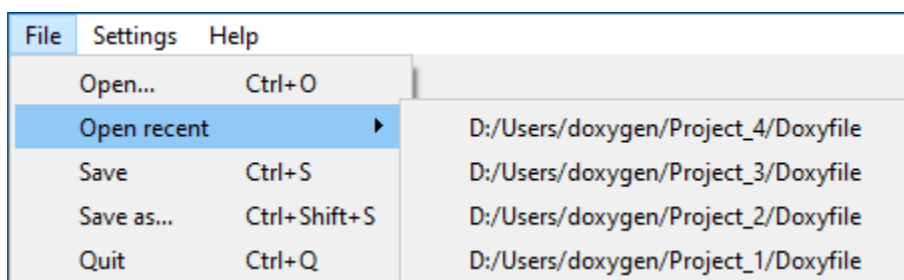 File Settings Help
Open... Ctrl+O
Open recent D:/Users/doxygen/Project_4/Doxyfile
Save Ctrl+S D:/Users/doxygen/Project_3/Doxyfile
Save as... Ctrl+Shift+S D:/Users/doxygen/Project_2/Doxyfile
Quit Ctrl+Q D:/Users/doxygen/Project_1/Doxyfile